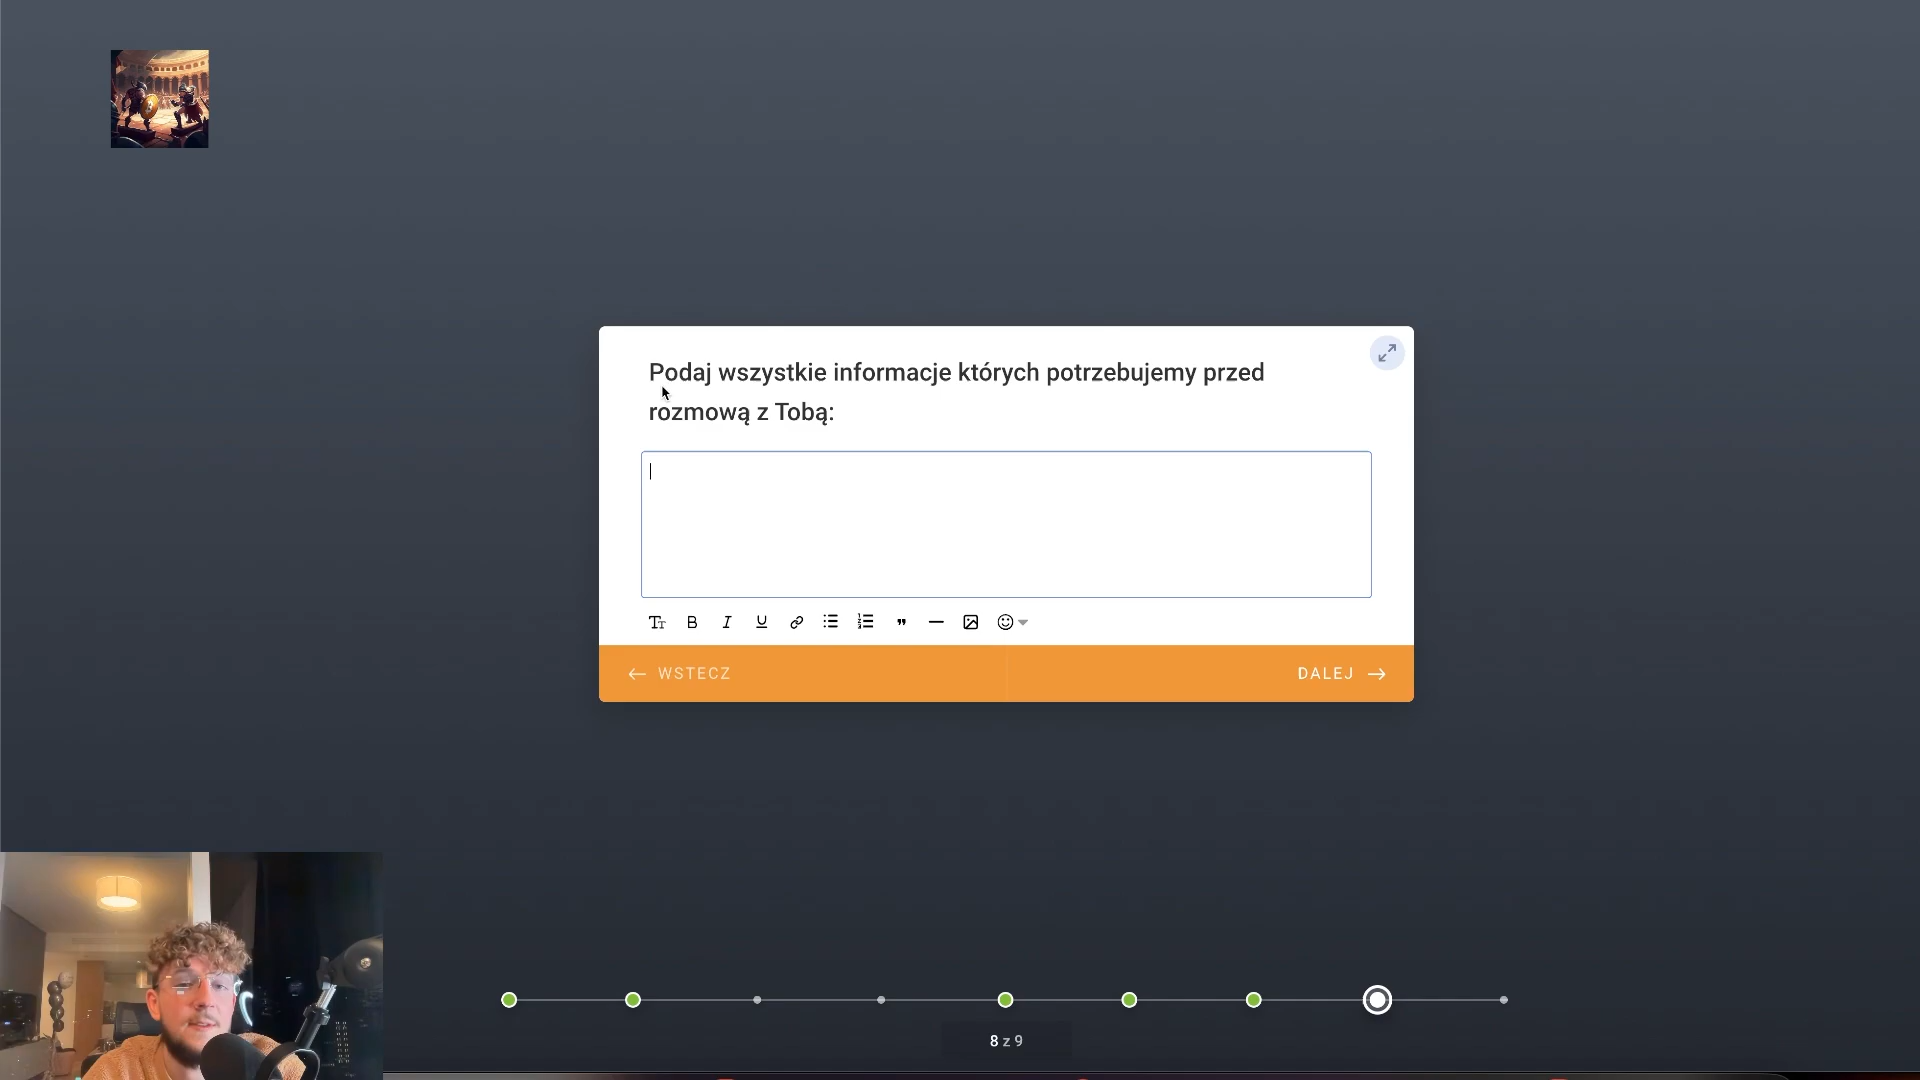 Podaj wszystkie informacje których potrzebujemy przed
rozmową z Tobą:
WSTECZ
DALEJ
8 z 9